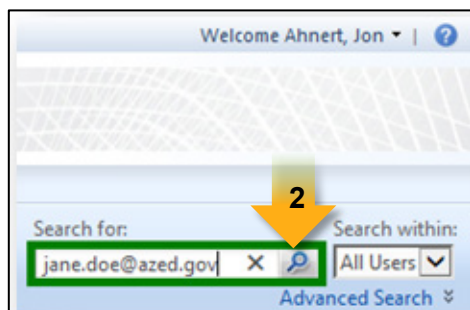 Welcome Ahnert, Jon |
2
Search for: Search within:
jane.doe@azed.gov All Users
Advanced Search